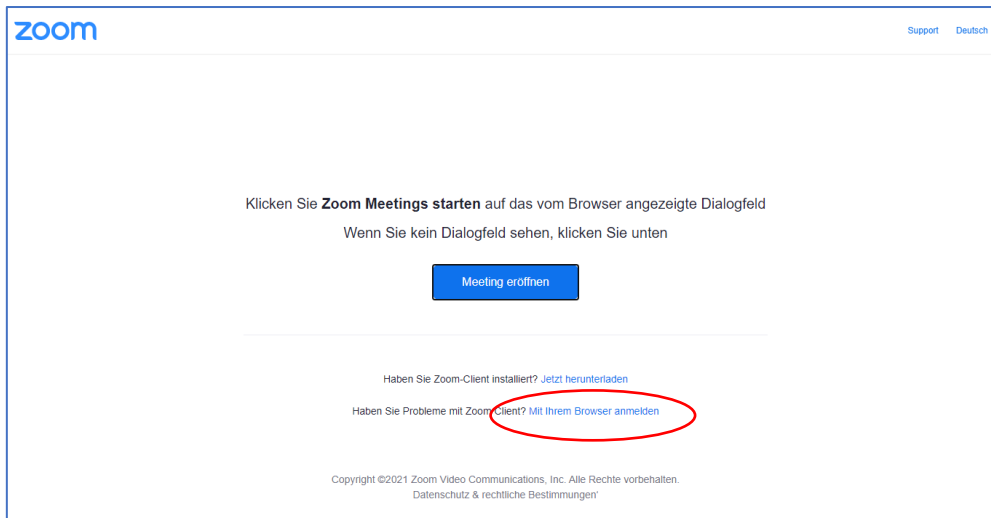 zoom
Support Deutsch
Klicken Sie Zoom Meetings starten auf das vom Browser angezeigte Dialogfeld
Wenn Sie kein Dialogfeld sehen, klicken Sie unten
Meeting eröffnen
Haben Sie Zoom-Client installiert? Jetzt herunterladen
Haben Sie Probleme mit Zoom-Client? Mit Ihrem Browser anmelden
Copyright ©2021 Zoom Video Communications, Inc. Alle Rechte vorbehalten.
Datenschutz & rechtliche Bestimmungen'